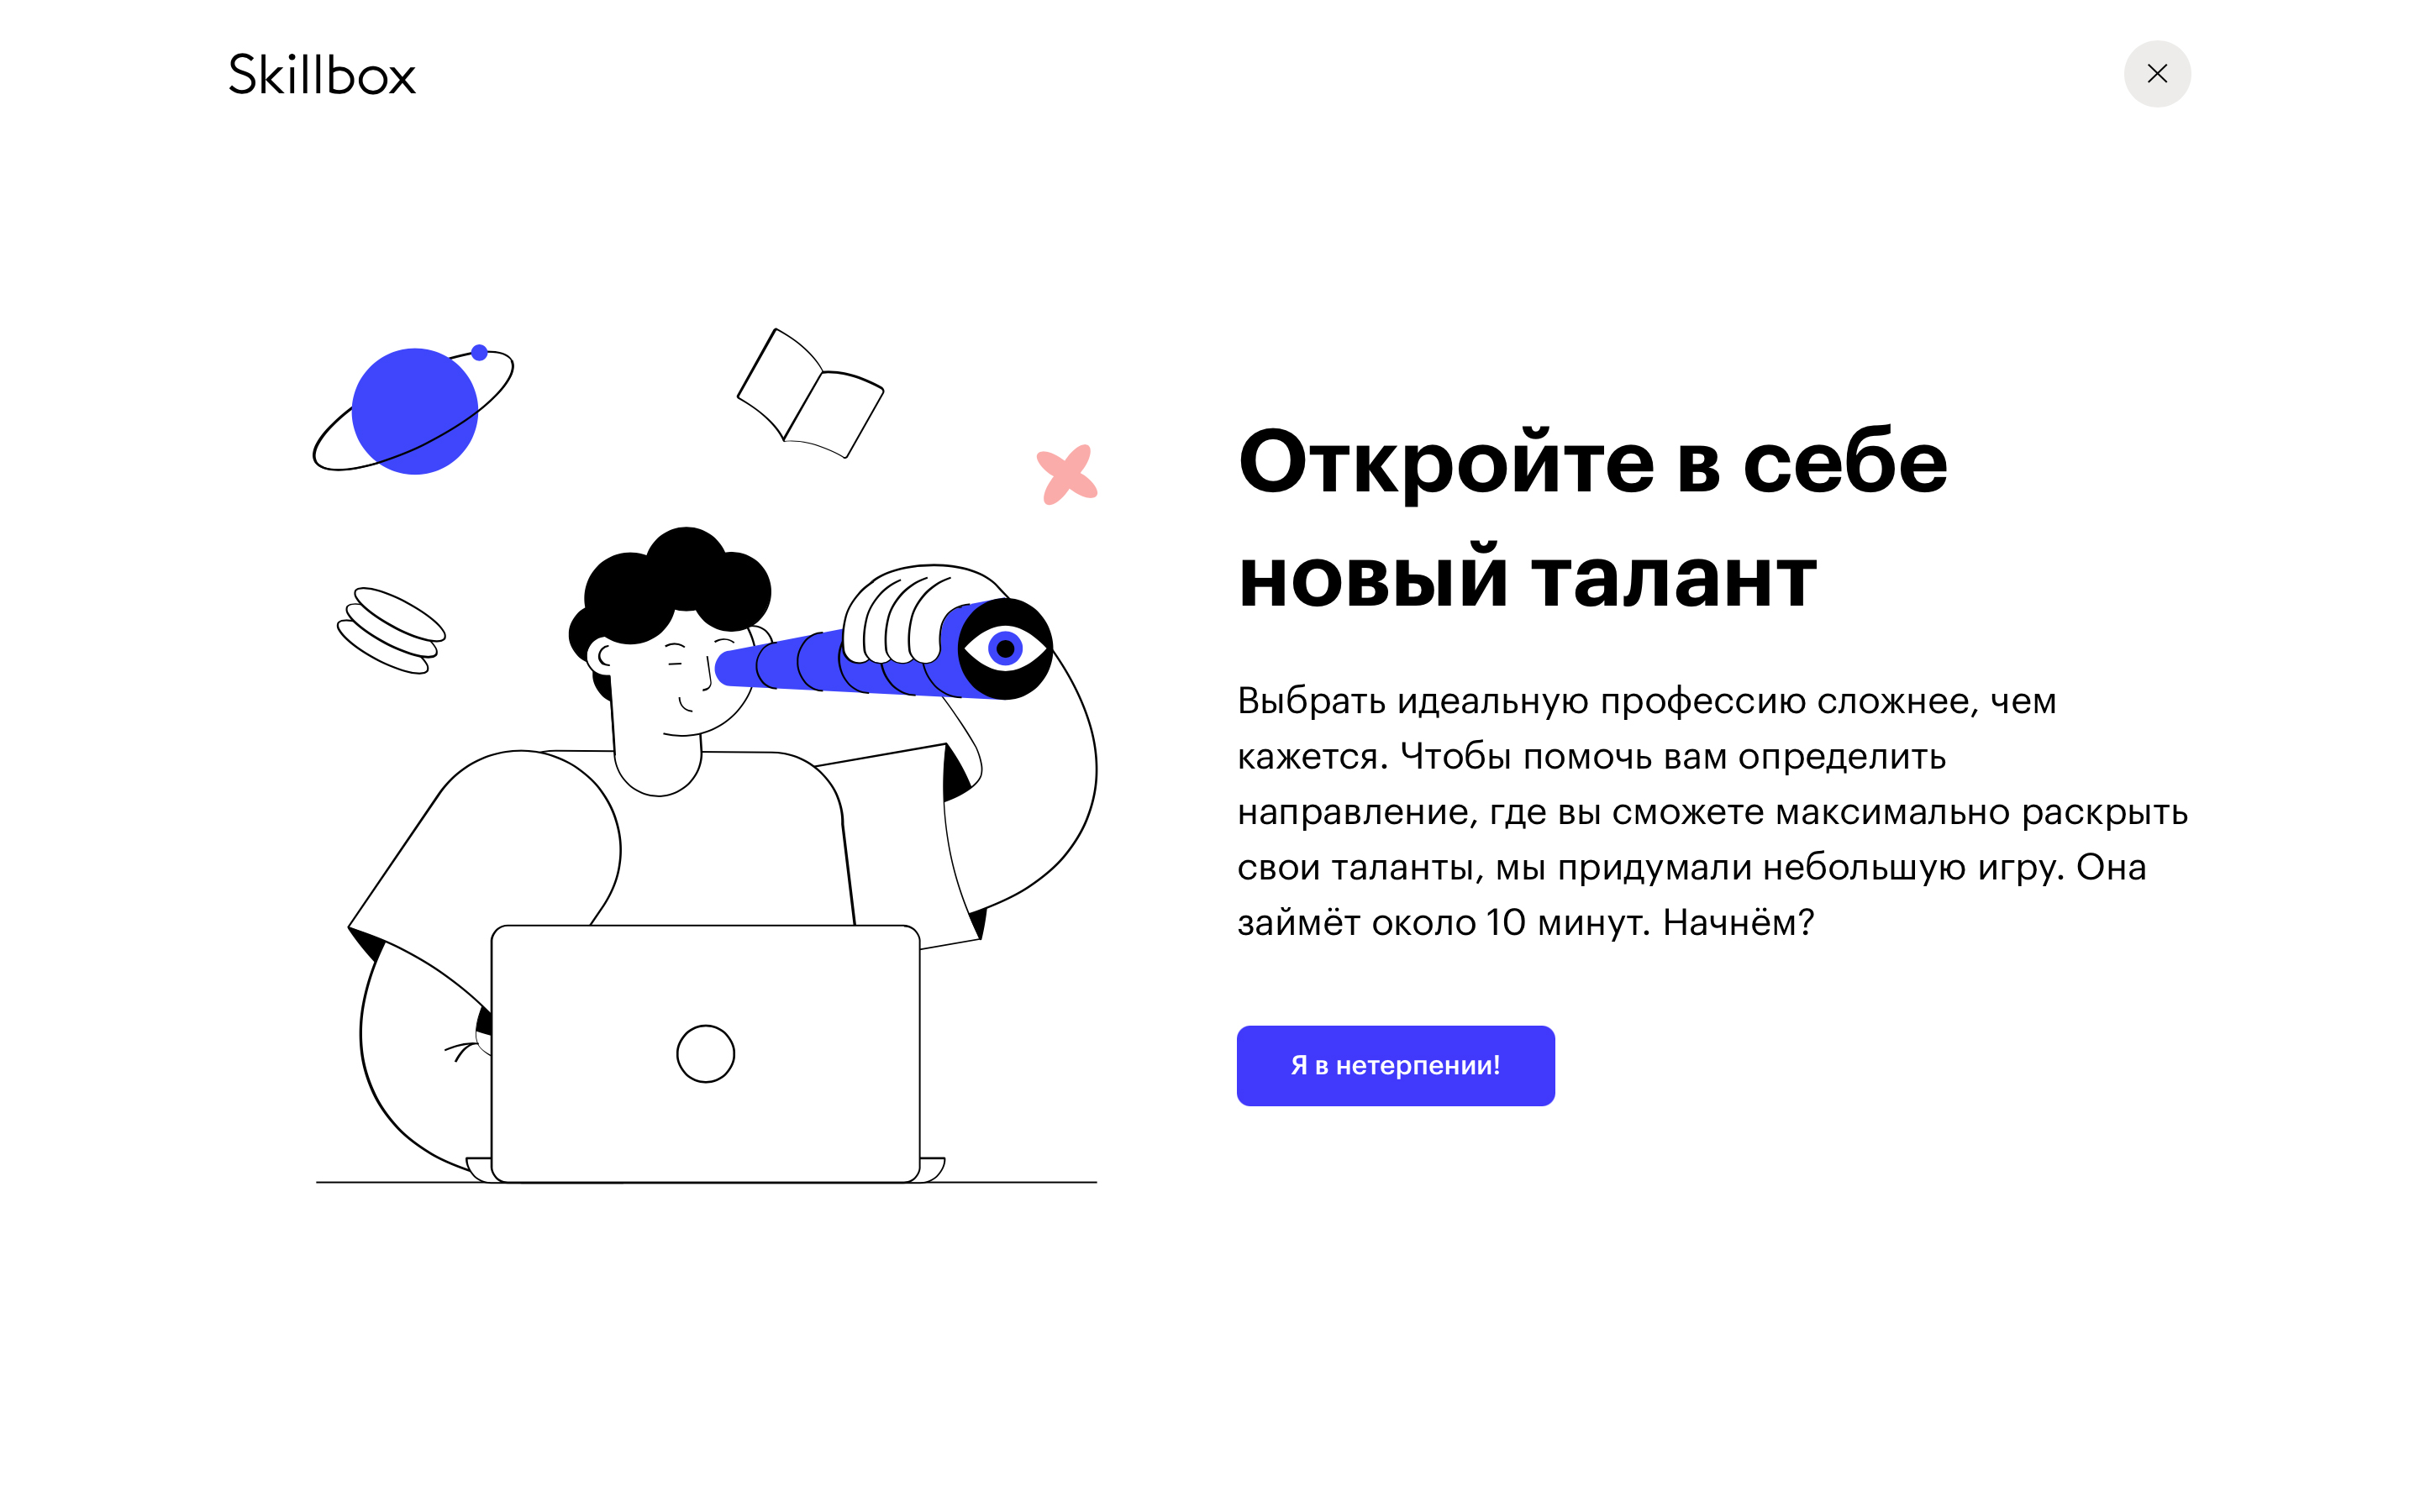 Skillbox
Откройте в себе
новый талант
Выбрать идеальную профессию сложнее, чем
кажется. Чтобы помочь вам определить
направление, где вы сможете максимально раскрыть
свои таланты, мы придумали небольшую игру. Она
займёт около 10 минут. Начнём?
Я в нетерпении!